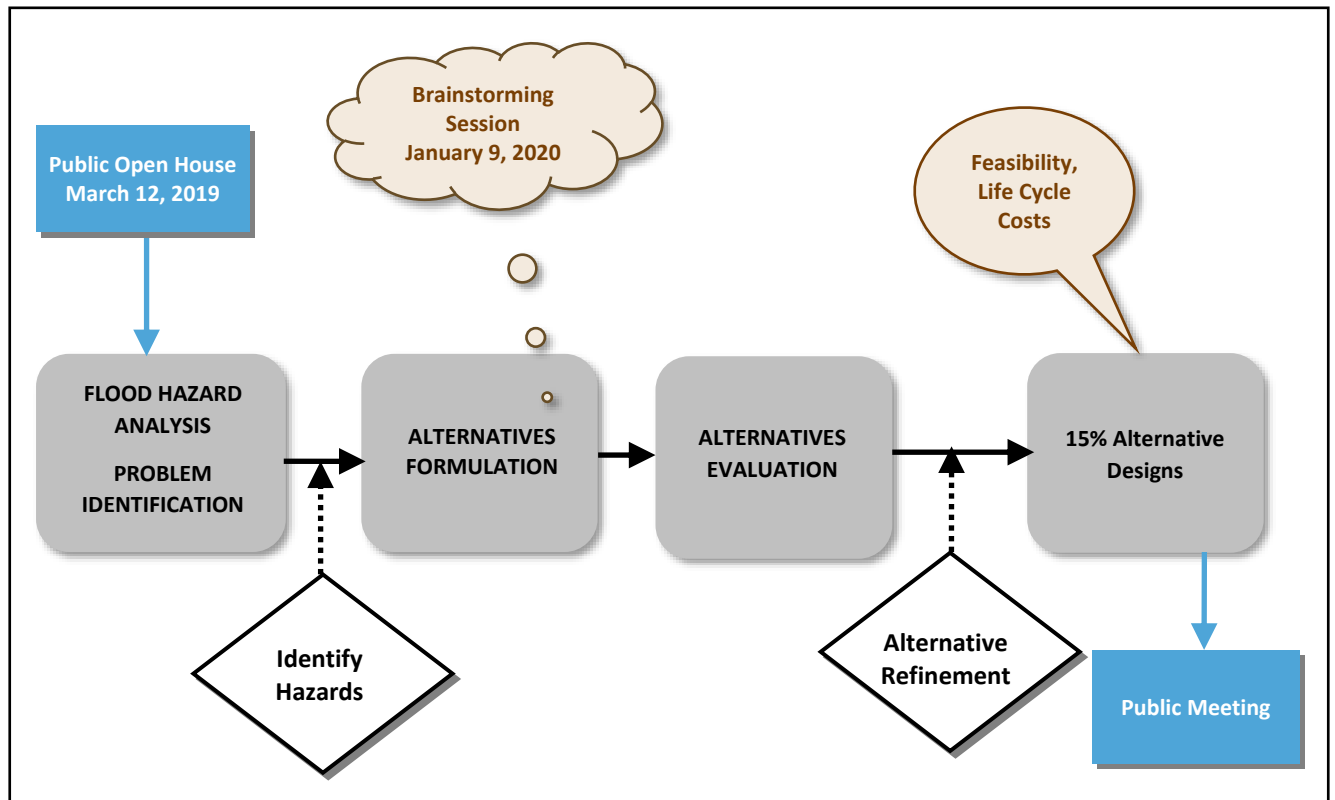 Brainstorming
Session
January 9, 2020
Public Open House
March 12, 2019
Feasibility,
Life Cycle
Costs
FLOOD HAZARD
ANALYSIS
PROBLEM
IDENTIFICATION
ALTERNATIVES
FORMULATION
ALTERNATIVES
EVALUATION
15% Alternative
Designs
Identify
Hazards
Alternative
Refinement
Public Meeting